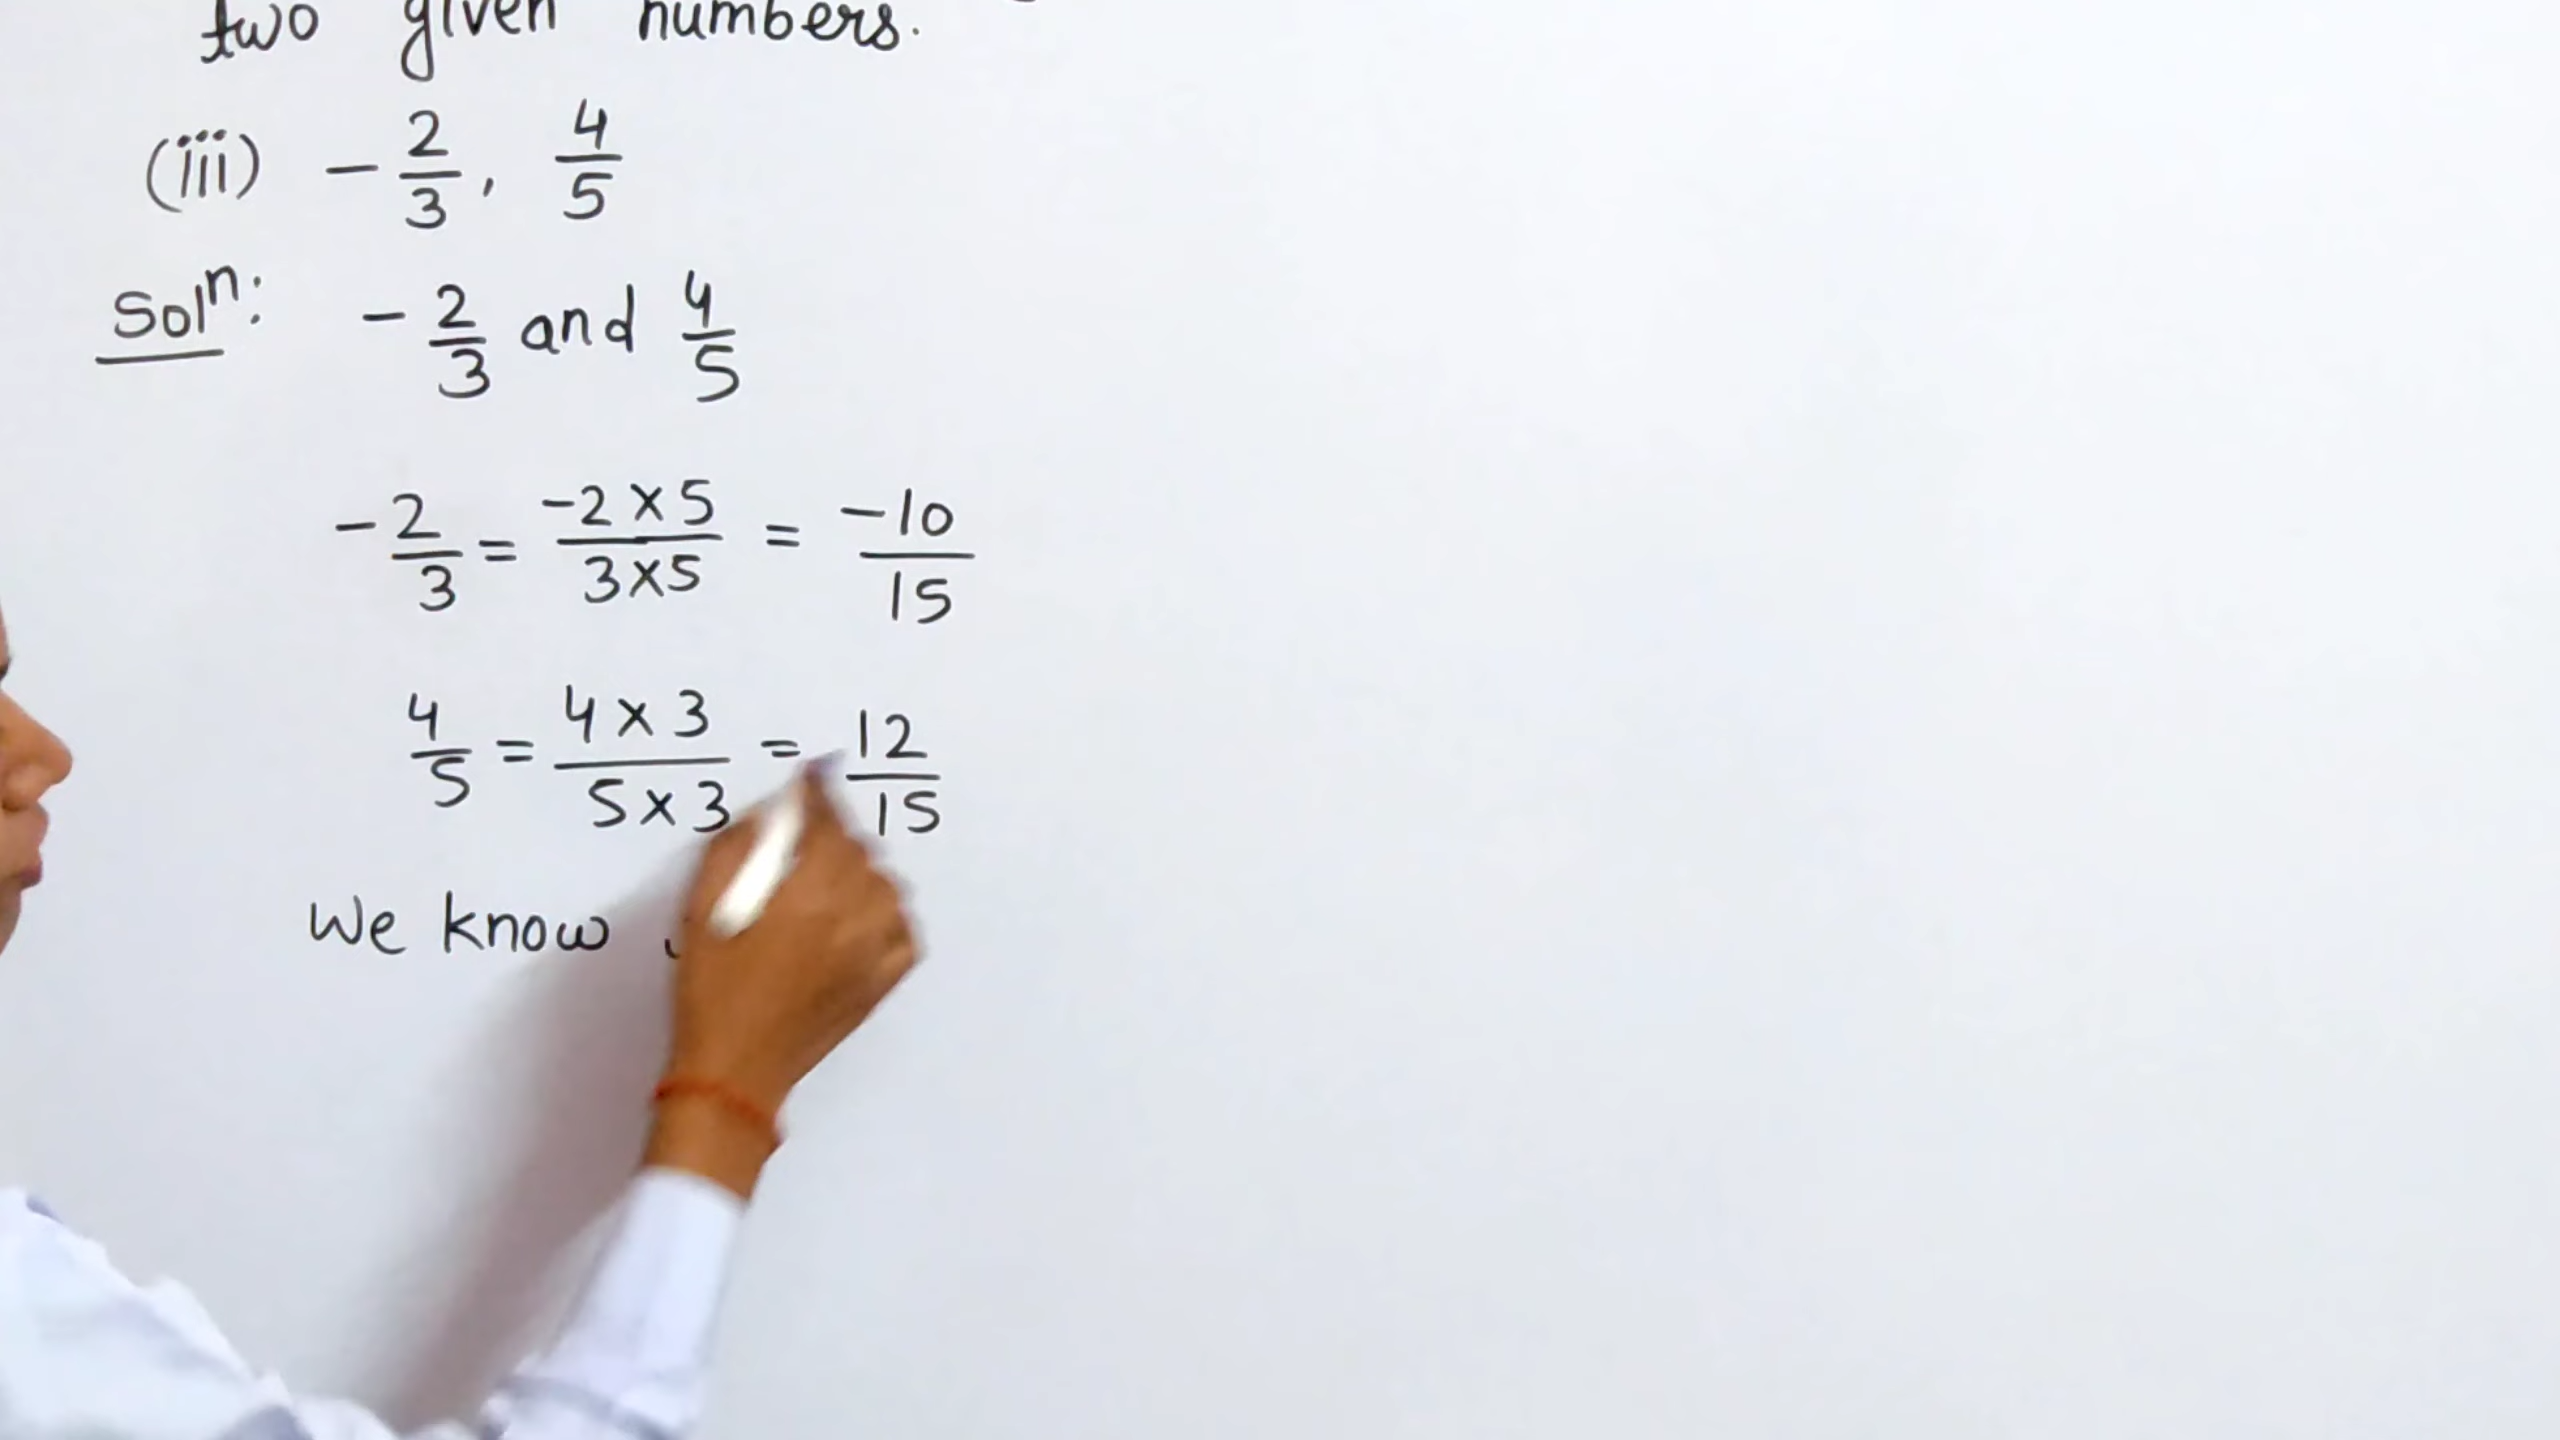 two given numbers.
(iii) -2/3, 4/5
Solⁿ: -2/3 and 4/5
-2/3 = -2×5/3×5 = -10/15
4/5 = 4×3/5×3 = 12/15
We know